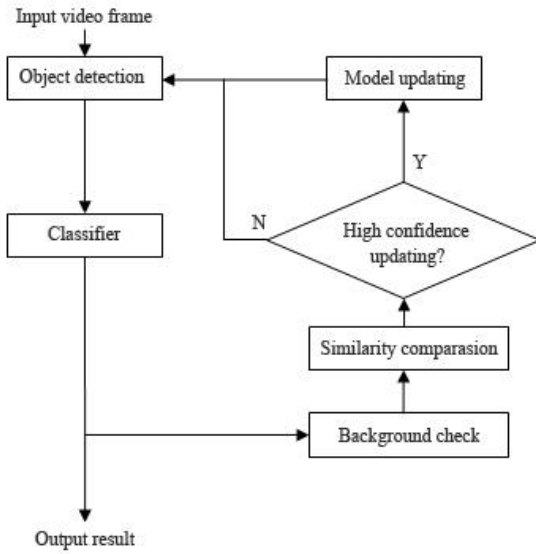 Input video frame
Object detection
Model updating
Y
N
Classifier
High confidence
updating?
Similarity comparasion
Background check
Output result